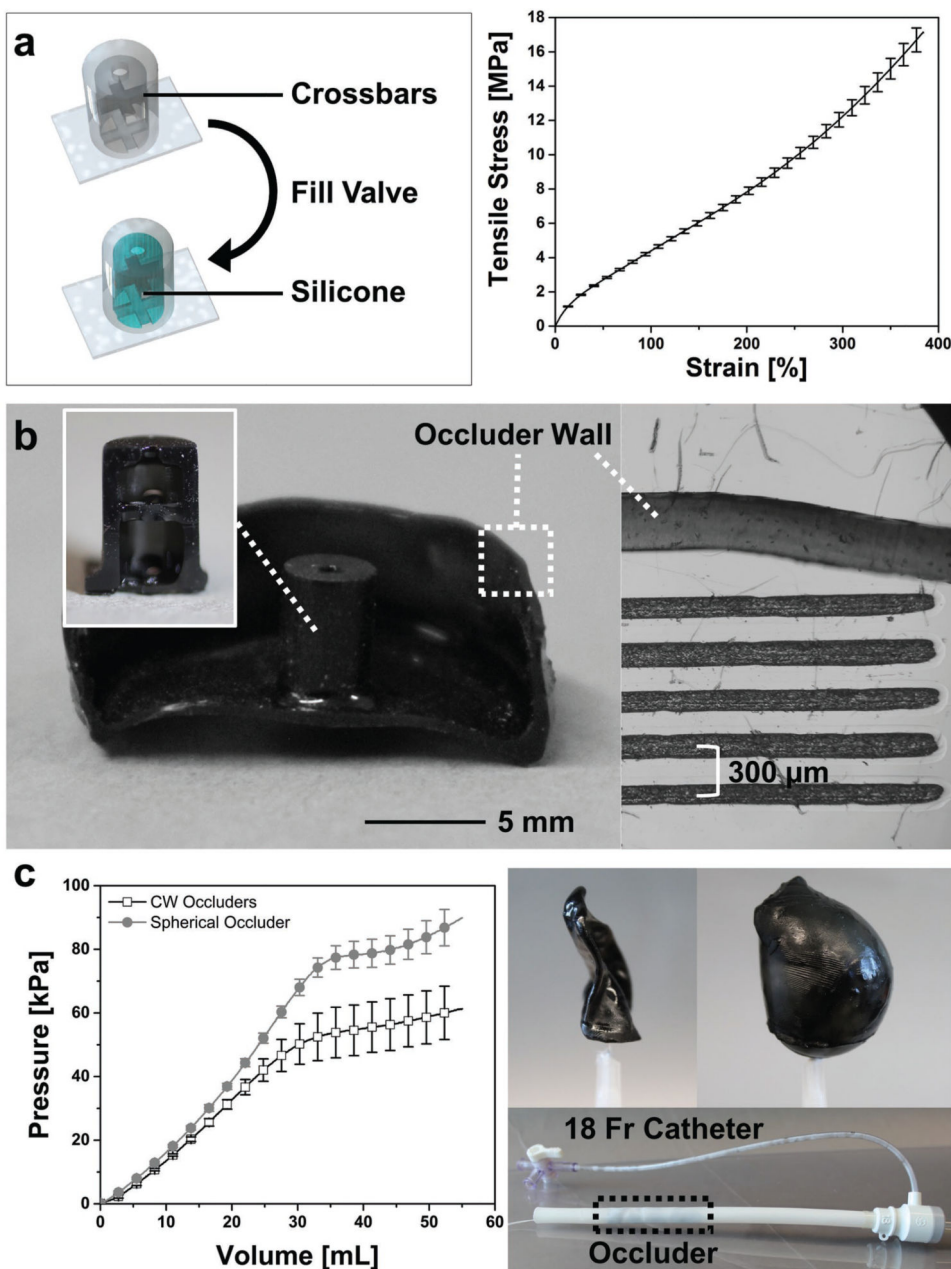 a
Crossbars
Fill Valve
Silicone
Tensile Stress [MPa]
18
16
14
12
10
8
6
4
2
0
0 100 200 300 400
Strain [%]
b
Occluder Wall
300 µm
5 mm
c
Pressure [kPa]
100
80
60
40
20
0
CW Occluders
Spherical Occluder
0 10 20 30 40 50 60
Volume [mL]
18 Fr Catheter
Occluder